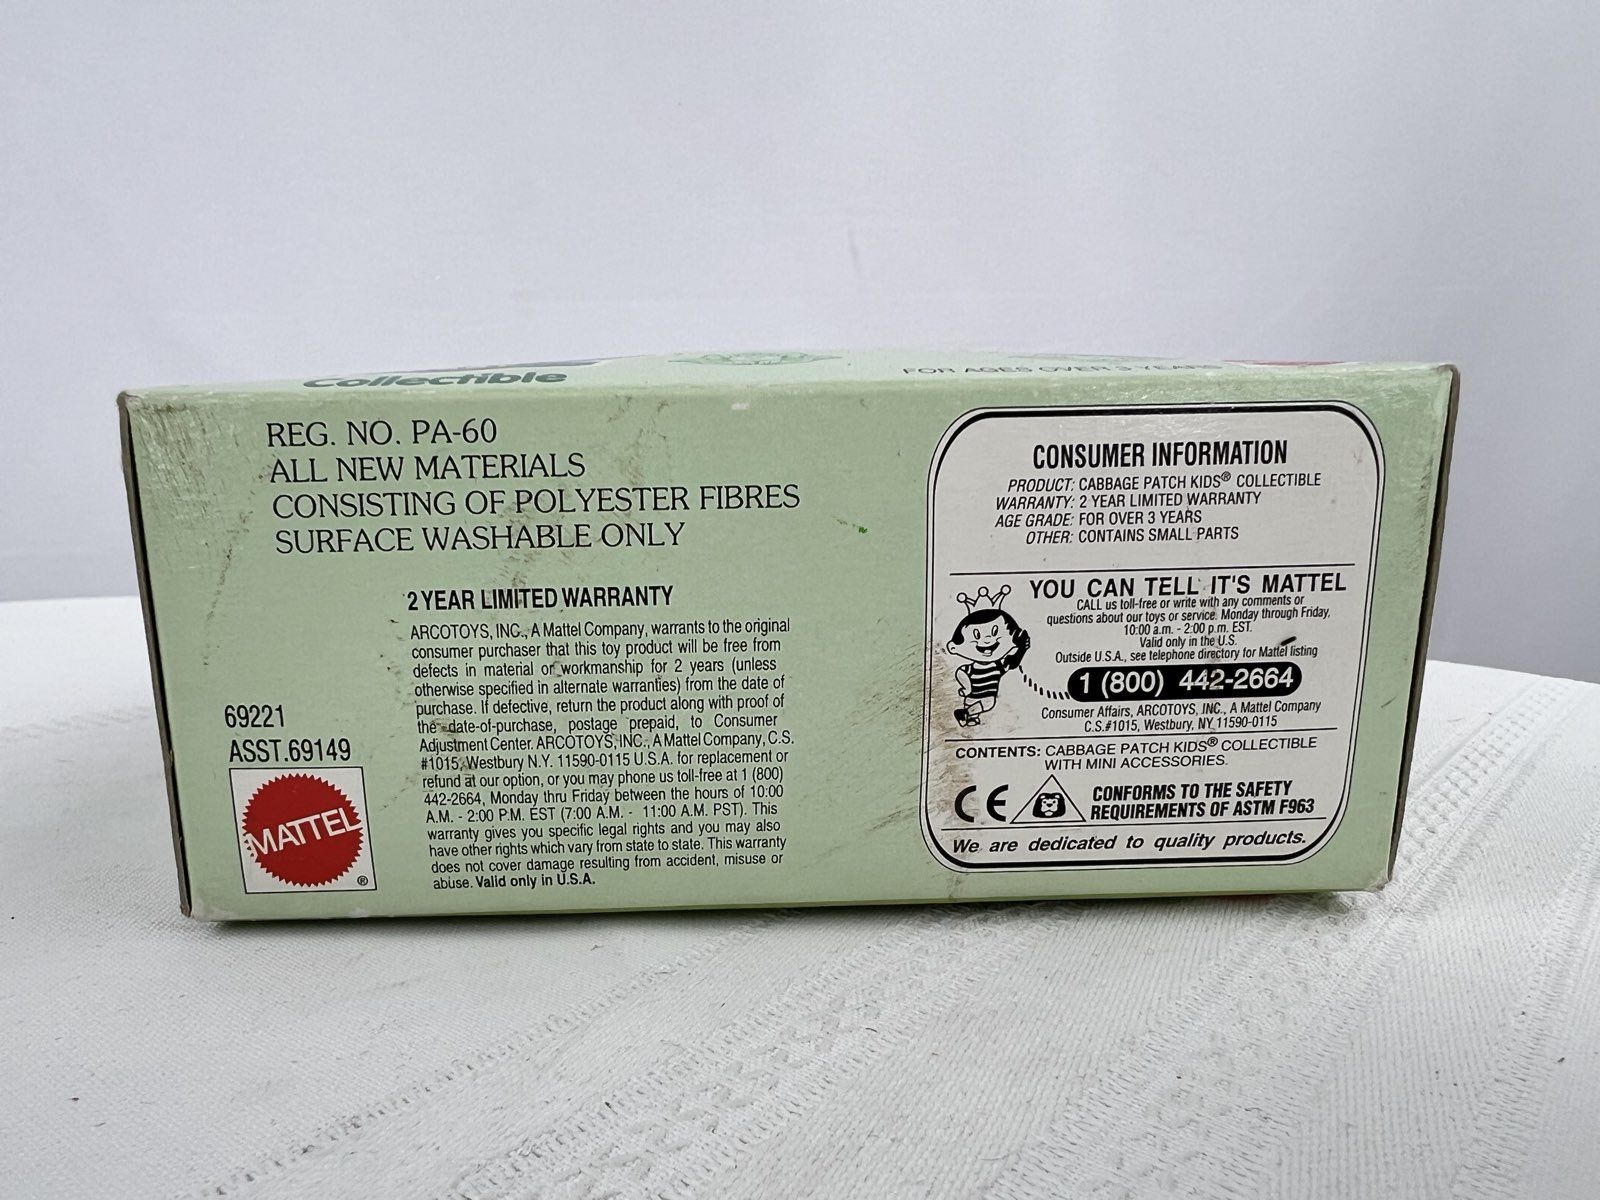 Collectible
FOR AGES OVER 3 YEARS
REG. NO. PA-60
ALL NEW MATERIALS
CONSISTING OF POLYESTER FIBRES
SURFACE WASHABLE ONLY
2 YEAR LIMITED WARRANTY
ARCOTOYS, INC., A Mattel Company, warrants to the original
consumer purchaser that this toy product will be free from
defects in material or workmanship for 2 years (unless
otherwise specified in alternate warranties) from the date of
purchase. If defective, return the product along with proof of
the date-of-purchase, postage prepaid, to Consumer
Adjustment Center. ARCOTOYS, INC., A Mattel Company, C.S.
#1015, Westbury N.Y. 11590-0115 U.S.A. for replacement or
refund at our option, or you may phone us toll-free at 1 (800)
442-2664, Monday thru Friday between the hours of 10:00
A.M. - 2:00 P.M. EST (7:00 A.M. - 11:00 A.M. PST). This
warranty gives you specific legal rights and you may also
have other rights which vary from state to state. This warranty
does not cover damage resulting from accident, misuse or
abuse. Valid only in U.S.A.
69221
ASST.69149
MATTEL
®
CONSUMER INFORMATION
PRODUCT: CABBAGE PATCH KIDS® COLLECTIBLE
WARRANTY: 2 YEAR LIMITED WARRANTY
AGE GRADE: FOR OVER 3 YEARS
OTHER: CONTAINS SMALL PARTS
YOU CAN TELL IT'S MATTEL
CALL us toll-free or write with any comments or
questions about our toys or service. Monday through Friday,
10:00 a.m. - 2:00 p.m. EST.
Valid only in the U.S.
Outside U.S.A., see telephone directory for Mattel listing
1 (800) 442-2664
Consumer Affairs, ARCOTOYS, INC., A Mattel Company
C.S.#1015, Westbury, NY 11590-0115
CONTENTS: CABBAGE PATCH KIDS® COLLECTIBLE
WITH MINI ACCESSORIES.
CE
CONFORMS TO THE SAFETY
REQUIREMENTS OF ASTM F963
We are dedicated to quality products.